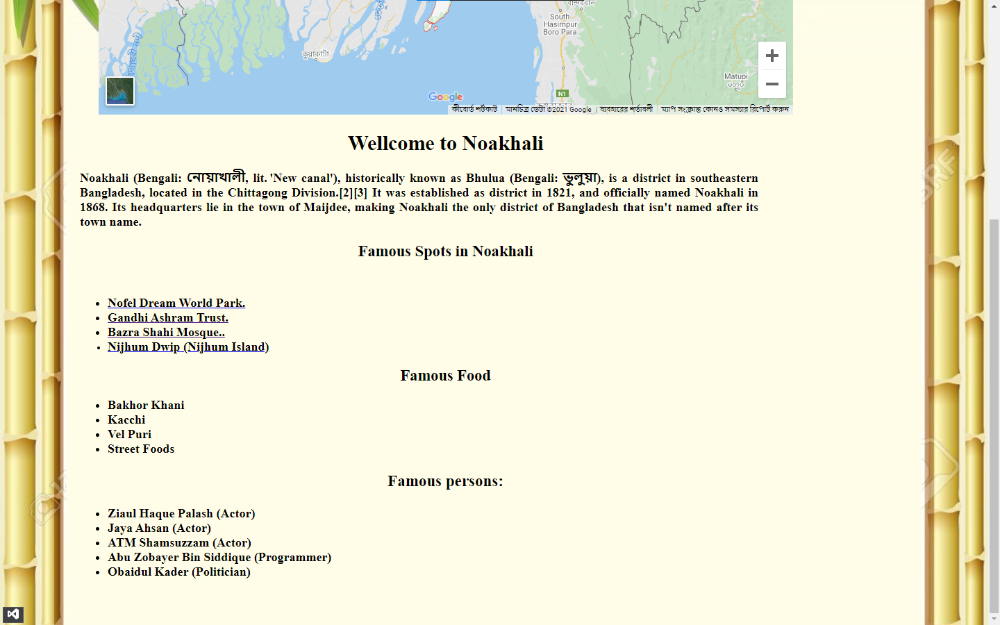 বান্দরবান
South
Hasimpur
Boro Para
কুয়াকাটা
Matupi
N1
Google
কীবোর্ড শর্টকাট মানচিত্র ডেটা ©2021 Google ব্যবহারের শর্তাবলী ম্যাপ সংক্রান্ত কোনও সমস্যার রিপোর্ট করুন
Wellcome to Noakhali
Noakhali (Bengali: নোয়াখালী, lit. 'New canal'), historically known as Bhulua (Bengali: ভুলুয়া), is a district in southeastern
Bangladesh, located in the Chittagong Division.[2][3] It was established as district in 1821, and officially named Noakhali in
1868. Its headquarters lie in the town of Maijdee, making Noakhali the only district of Bangladesh that isn't named after its
town name.
Famous Spots in Noakhali
Nofel Dream World Park.
Gandhi Ashram Trust.
Bazra Shahi Mosque..
Nijhum Dwip (Nijhum Island)
Famous Food
Bakhor Khani
Kacchi
Vel Puri
Street Foods
Famous persons:
Ziaul Haque Palash (Actor)
Jaya Ahsan (Actor)
ATM Shamsuzzam (Actor)
Abu Zobayer Bin Siddique (Programmer)
Obaidul Kader (Politician)